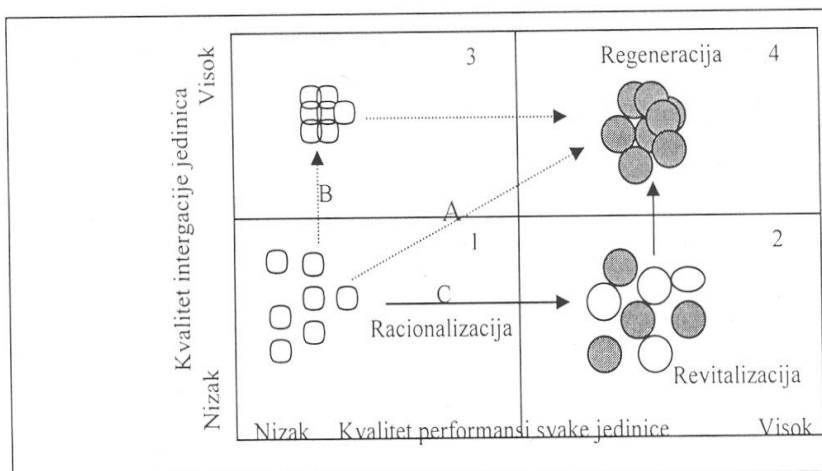 3
Regeneracija 4
Visok
Kvalitet intergacije jedinica
Nizak
B
A
1
2
C
Racionalizacija
Revitalizacija
Nizak Kvalitet performansi svake jedinice Visok